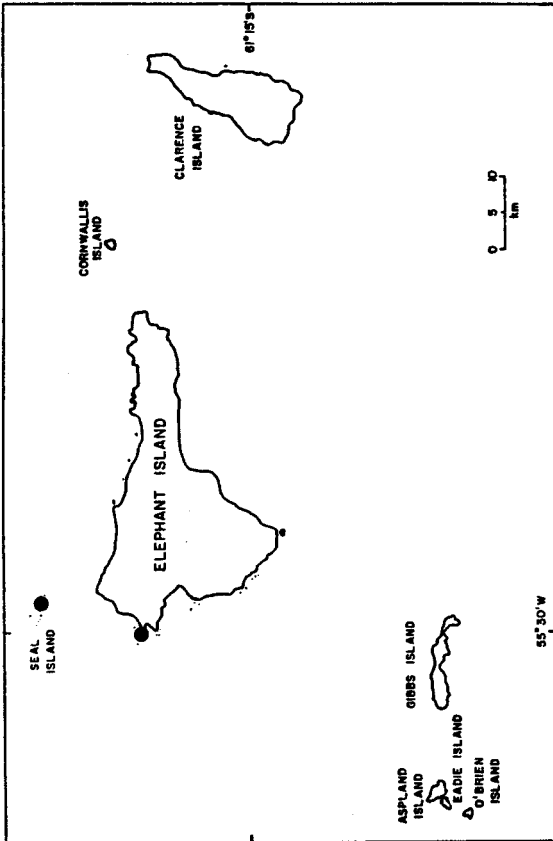 SEAL
ISLAND
ELEPHANT ISLAND
CORNWALLIS
ISLAND
CLARENCE
ISLAND
61°15'S
ASPLAND
ISLAND
EADIE ISLAND
O'BRIEN
ISLAND
GIBBS ISLAND
0 5 10
km
55°30'W